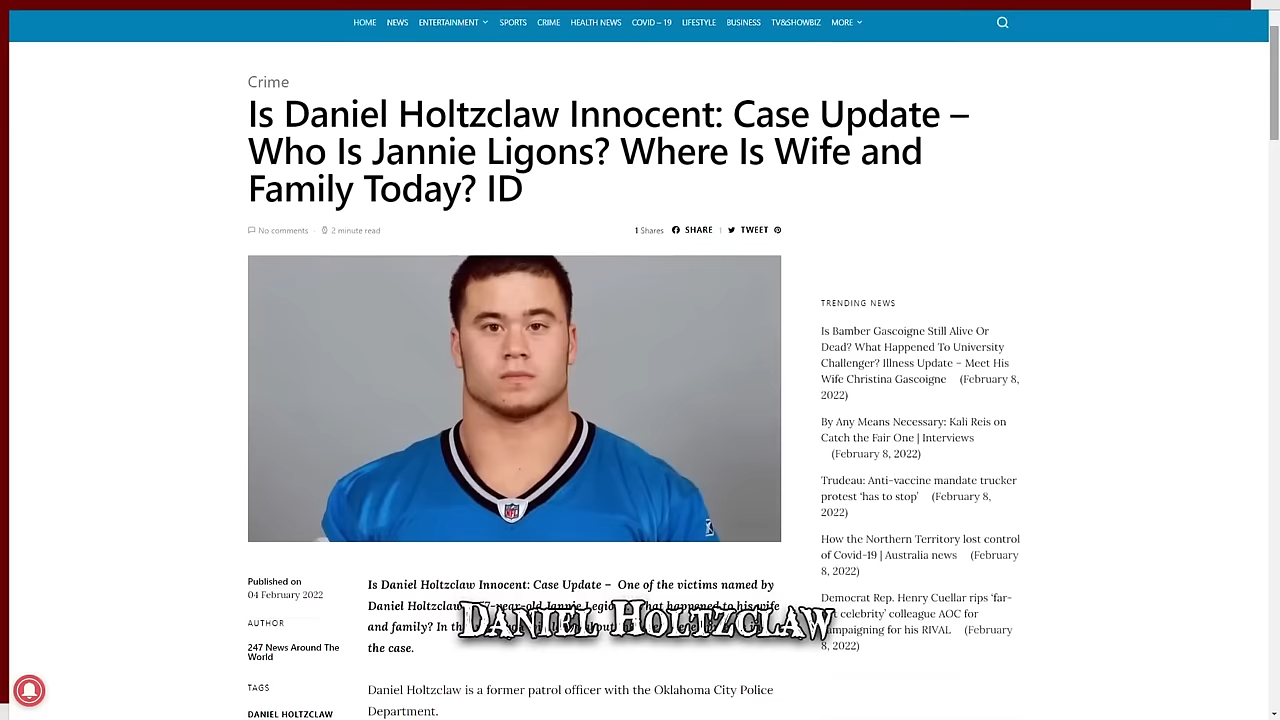 HOME NEWS ENTERTAINMENT SPORTS CRIME HEALTH NEWS COVID – 19 LIFESTYLE BUSINESS TV&SHOWBIZ MORE
Crime
Is Daniel Holtzclaw Innocent: Case Update –
Who Is Jannie Ligons? Where Is Wife and
Family Today? ID
No comments · 2 minute read
1 Shares SHARE | TWEET
NFL
TRENDING NEWS
Is Bamber Gascoigne Still Alive Or
Dead? What Happened To University
Challenger? Illness Update – Meet His
Wife Christina Gascoigne (February 8,
2022)
By Any Means Necessary: Kali Reis on
Catch the Fair One | Interviews
(February 8, 2022)
Trudeau: Anti-vaccine mandate trucker
protest ‘has to stop’ (February 8,
2022)
How the Northern Territory lost control
of Covid-19 | Australia news (February
8, 2022)
Democrat Rep. Henry Cuellar rips ‘far-
celebrity’ colleague AOC for
campaigning for his RIVAL (February
8, 2022)
Published on
04 February 2022
AUTHOR
247 News Around The
World
TAGS
DANIEL HOLTZCLAW
Is Daniel Holtzclaw Innocent: Case Update – One of the victims named by
Daniel Holtzclaw -year-old Jannie happened to his wife
and family? In
the case.
Daniel Holtzclaw
Daniel Holtzclaw is a former patrol officer with the Oklahoma City Police
Department.